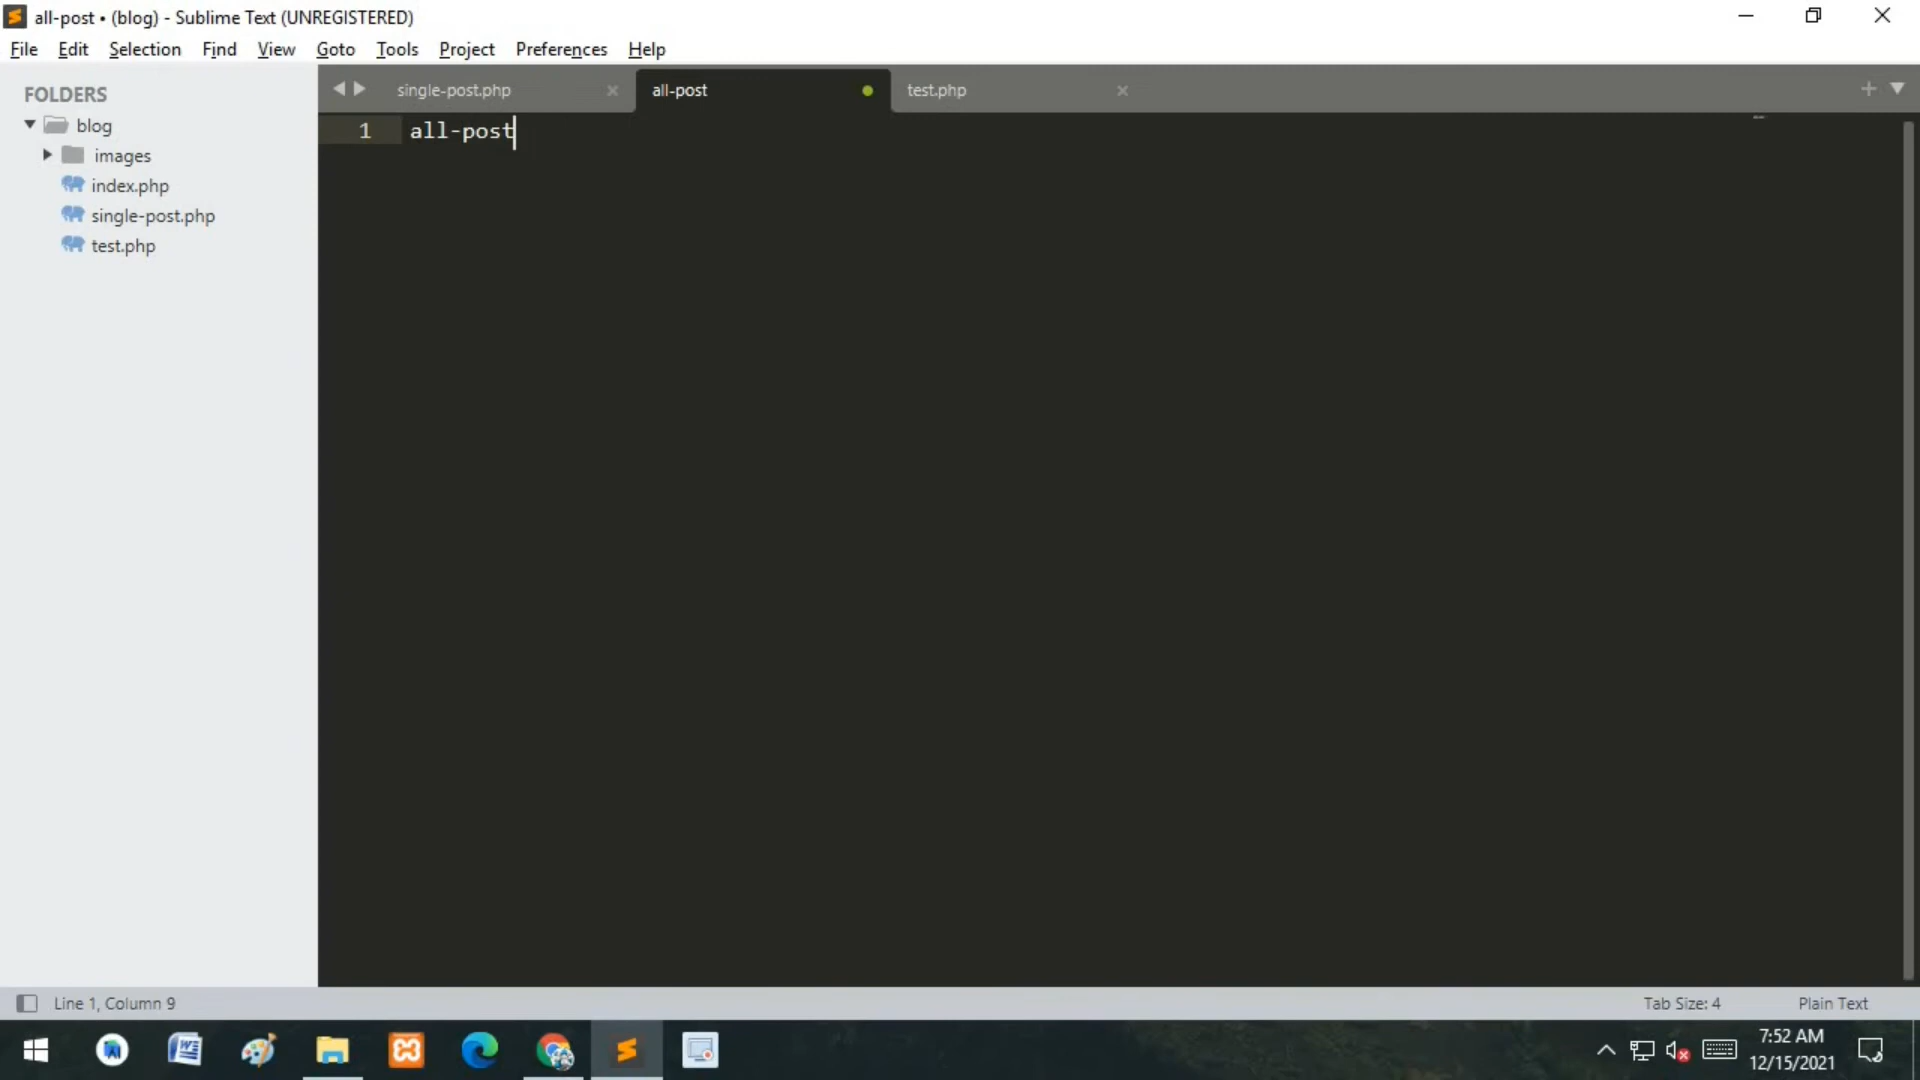 all-post • (blog) - Sublime Text (UNREGISTERED)
File Edit Selection Find View Goto Tools Project Preferences Help
FOLDERS
blog
images
index.php
single-post.php
test.php
single-post.php all-post test.php
1 all-post
Line 1, Column 9 Tab Size: 4 Plain Text
7:52 AM
12/15/2021